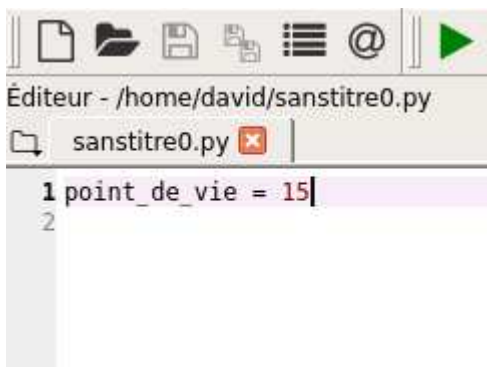 @
Éditeur - /home/david/sanstitre0.py
sanstitre0.py
1 point_de_vie = 15
2